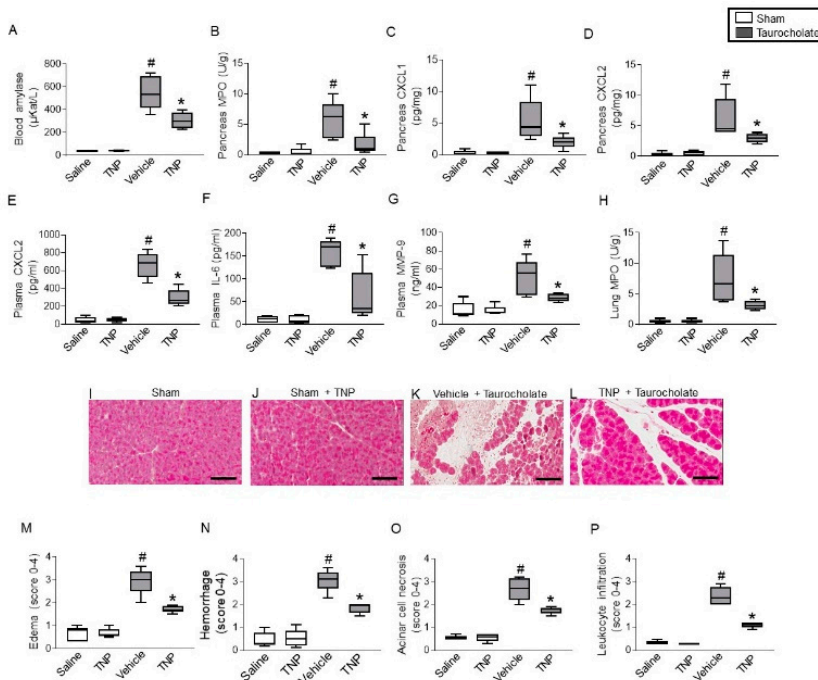 Sham
Taurocholate
A
Blood amylase
(µKat/L)
800
600
400
200
0
#
*
Saline
TNP
Vehicle
TNP
B
Pancreas MPO (U/g)
15
10
5
0
#
*
Saline
TNP
Vehicle
TNP
C
Pancreas CXCL1
(pg/mg)
15
10
5
0
#
*
Saline
TNP
Vehicle
TNP
D
Pancreas CXCL2
(pg/mg)
15
10
5
0
#
*
Saline
TNP
Vehicle
TNP
E
Plasma CXCL2
(pg/ml)
1000
800
600
400
200
0
#
*
Saline
TNP
Vehicle
TNP
F
Plasma IL-6 (pg/ml)
200
150
100
50
0
#
*
Saline
TNP
Vehicle
TNP
G
Plasma MMP-9
(ng/ml)
100
80
60
40
20
0
#
*
Saline
TNP
Vehicle
TNP
H
Lung MPO (U/g)
15
10
5
0
#
*
Saline
TNP
Vehicle
TNP
I
Sham
J
Sham + TNP
K
Vehicle + Taurocholate
L
TNP + Taurocholate
M
Edema (score 0-4)
4
3
2
1
0
#
*
Saline
TNP
Vehicle
TNP
N
Hemorrhage
(score 0-4)
4
3
2
1
0
#
*
Saline
TNP
Vehicle
TNP
O
Acinar cell necrosis
(score 0-4)
4
3
2
1
0
#
*
Saline
TNP
Vehicle
TNP
P
Leukocyte infiltration
(score 0-4)
4
3
2
1
0
#
*
Saline
TNP
Vehicle
TNP